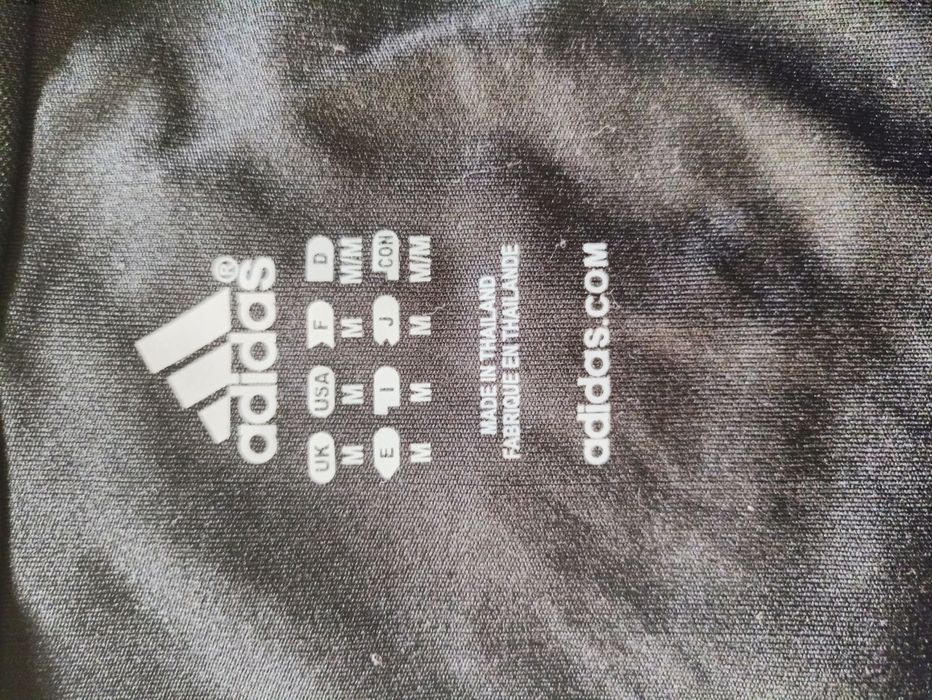 adidas®
UK USA F D
M M M M/M
E I J CON
M M M M/M
MADE IN THAILAND
FABRIQUE EN THAILANDE
adidas.com